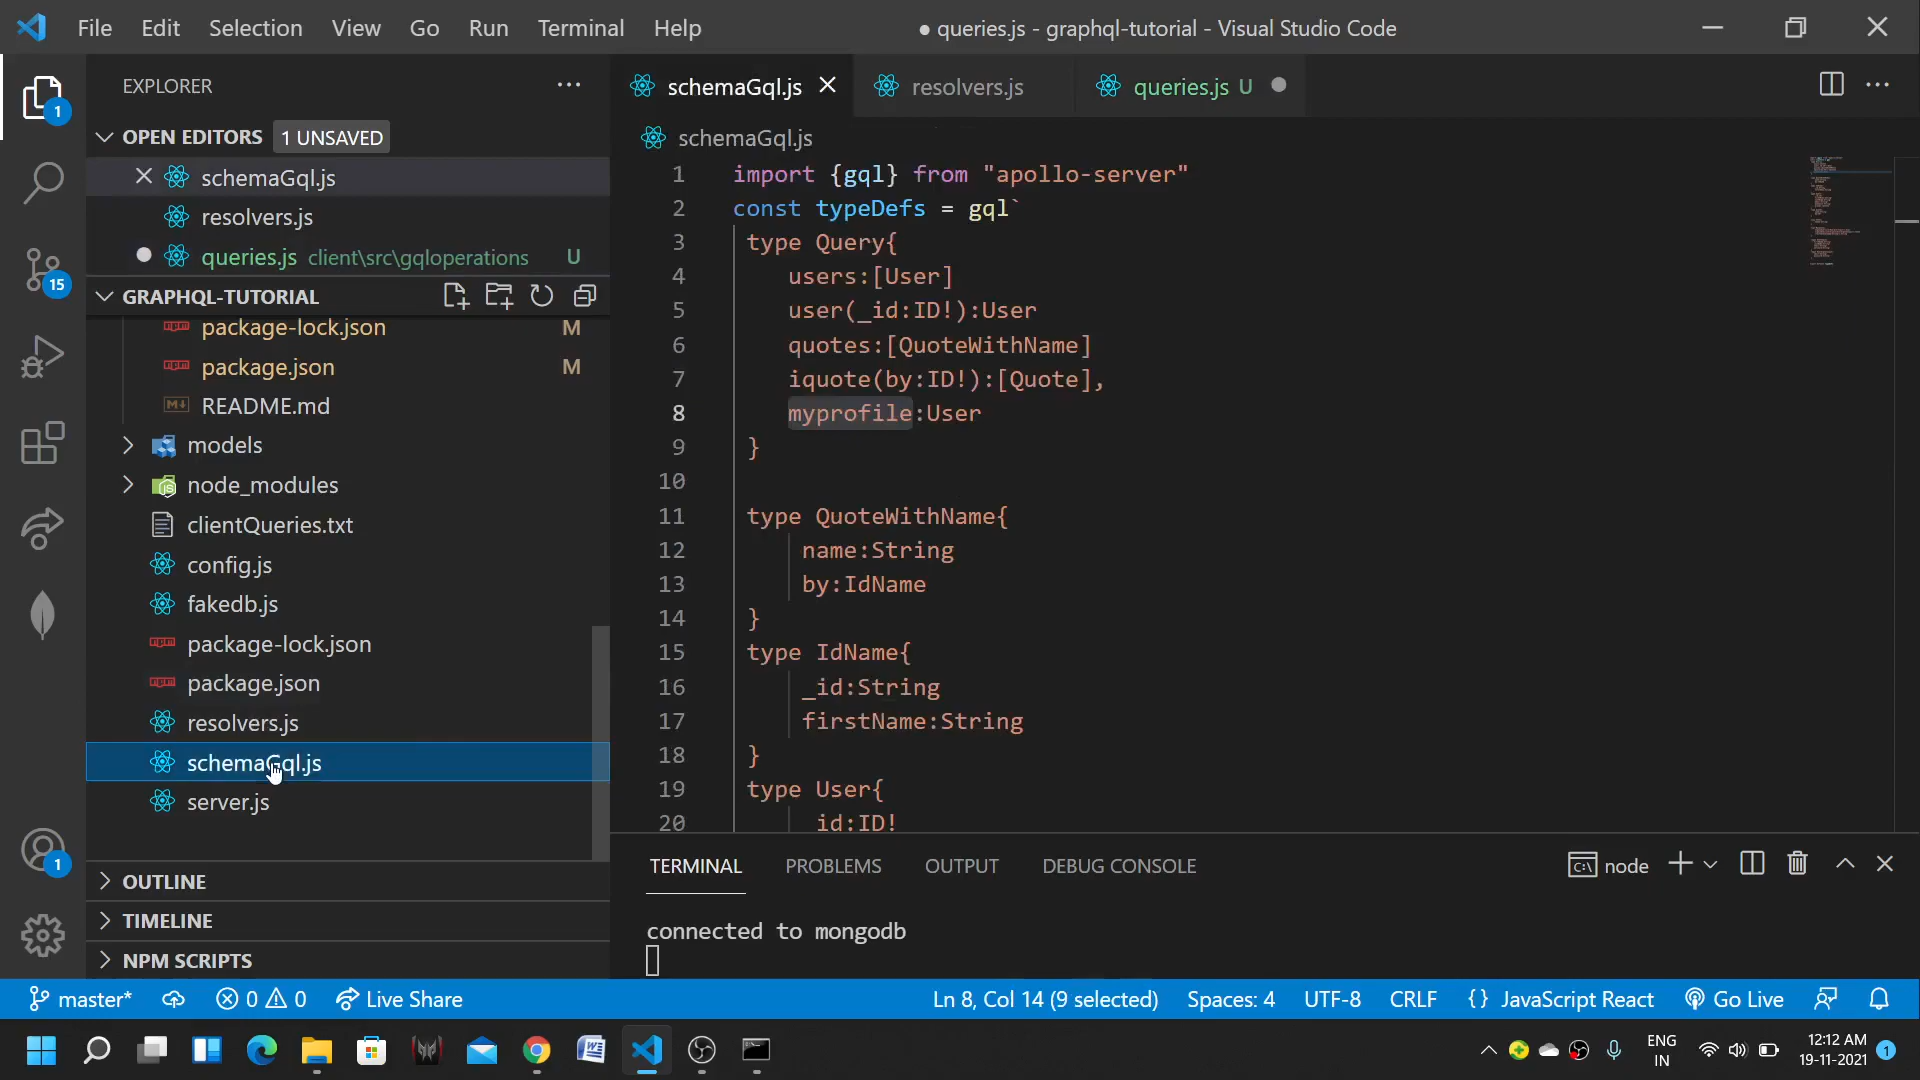 File Edit Selection View Go Run Terminal Help
● queries.js - graphql-tutorial - Visual Studio Code
EXPLORER
OPEN EDITORS 1 UNSAVED
schemaGql.js
resolvers.js
queries.js client\src\gqloperations U
GRAPHQL-TUTORIAL
package-lock.json M
package.json M
README.md
models
node_modules
clientQueries.txt
config.js
fakedb.js
package-lock.json
package.json
resolvers.js
schemaGql.js
server.js
OUTLINE
TIMELINE
NPM SCRIPTS
1
15
1
schemaGql.js
resolvers.js
queries.js U
schemaGql.js
1 import {gql} from "apollo-server"
2 const typeDefs = gql`
3 type Query{
4 users:[User]
5 user(_id:ID!):User
6 quotes:[QuoteWithName]
7 iquote(by:ID!):[Quote],
8 myprofile:User
9 }
10
11 type QuoteWithName{
12 name:String
13 by:IdName
14 }
15 type IdName{
16 _id:String
17 firstName:String
18 }
19 type User{
20 _id:ID!
TERMINAL PROBLEMS OUTPUT DEBUG CONSOLE
node
connected to mongodb
master* 0 0 Live Share
Ln 8, Col 14 (9 selected) Spaces: 4 UTF-8 CRLF {} JavaScript React Go Live
ENG
IN
12:12 AM
19-11-2021
1